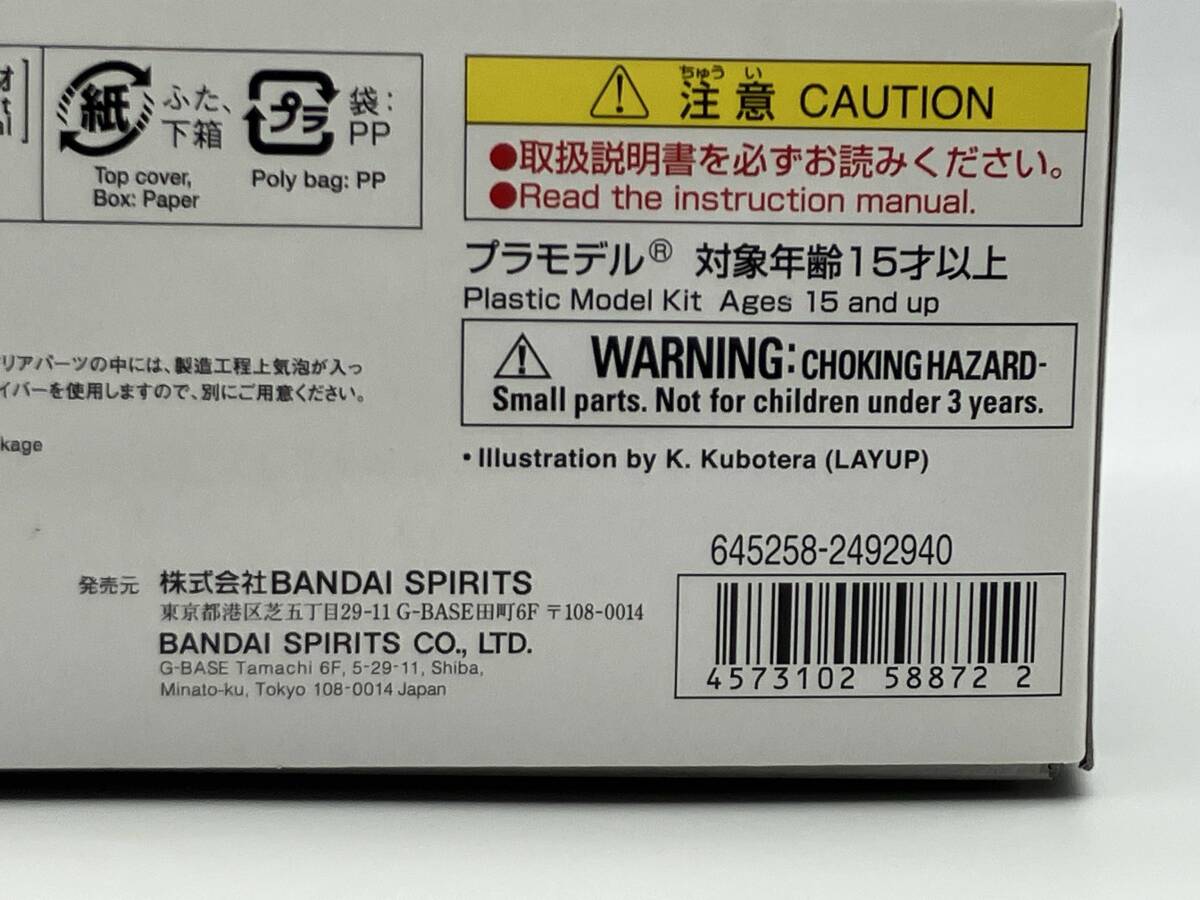 紙
ふた、
下箱
Top cover,
Box: Paper
プラ
袋:
PP
Poly bag: PP
ちゅう い
注意 CAUTION
●取扱説明書を必ずお読みください。
●Read the instruction manual.
プラモデル® 対象年齢15才以上
Plastic Model Kit Ages 15 and up
WARNING: CHOKING HAZARD-
Small parts. Not for children under 3 years.
リアパーツの中には、製造工程上気泡が入っ
イバーを使用しますので、別にご用意ください。
kage
・Illustration by K. Kubotera (LAYUP)
発売元 株式会社BANDAI SPIRITS
東京都港区芝五丁目29-11 G-BASE田町6F 〒108-0014
BANDAI SPIRITS CO., LTD.
G-BASE Tamachi 6F, 5-29-11, Shiba,
Minato-ku, Tokyo 108-0014 Japan
645258-2492940
4573102 58872 2